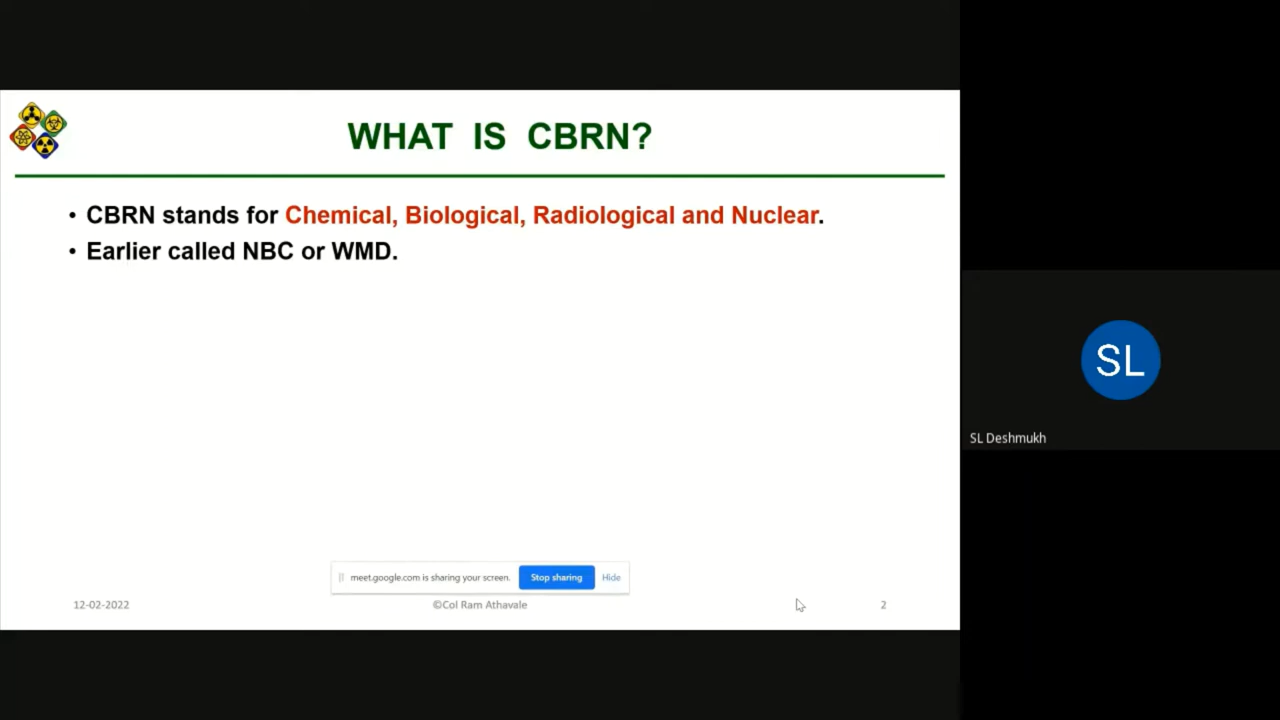 WHAT IS CBRN?
• CBRN stands for Chemical, Biological, Radiological and Nuclear.
• Earlier called NBC or WMD.
meet.google.com is sharing your screen. Stop sharing Hide
12-02-2022 ©Col Ram Athavale 2
SL
SL Deshmukh